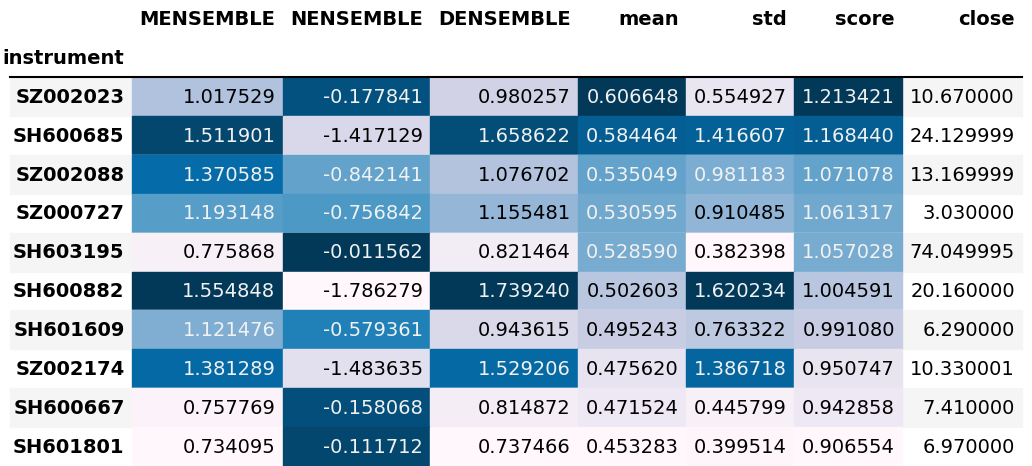 MENSEMBLE NENSEMBLE DENSEMBLE mean std score close
instrument
SZ002023 1.017529 -0.177841 0.980257 0.606648 0.554927 1.213421 10.670000
SH600685 1.511901 -1.417129 1.658622 0.584464 1.416607 1.168440 24.129999
SZ002088 1.370585 -0.842141 1.076702 0.535049 0.981183 1.071078 13.169999
SZ000727 1.193148 -0.756842 1.155481 0.530595 0.910485 1.061317 3.030000
SH603195 0.775868 -0.011562 0.821464 0.528590 0.382398 1.057028 74.049995
SH600882 1.554848 -1.786279 1.739240 0.502603 1.620234 1.004591 20.160000
SH601609 1.121476 -0.579361 0.943615 0.495243 0.763322 0.991080 6.290000
SZ002174 1.381289 -1.483635 1.529206 0.475620 1.386718 0.950747 10.330001
SH600667 0.757769 -0.158068 0.814872 0.471524 0.445799 0.942858 7.410000
SH601801 0.734095 -0.111712 0.737466 0.453283 0.399514 0.906554 6.970000